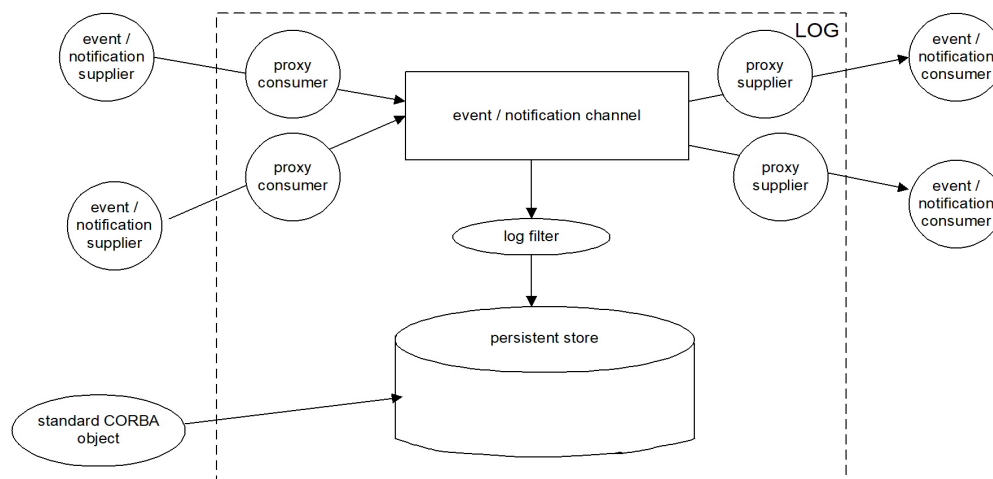 LOG
event /
notification
supplier
proxy
consumer
event / notification channel
proxy
supplier
event /
notification
consumer
proxy
consumer
proxy
supplier
event /
notification
supplier
event /
notification
consumer
log filter
persistent store
standard CORBA
object